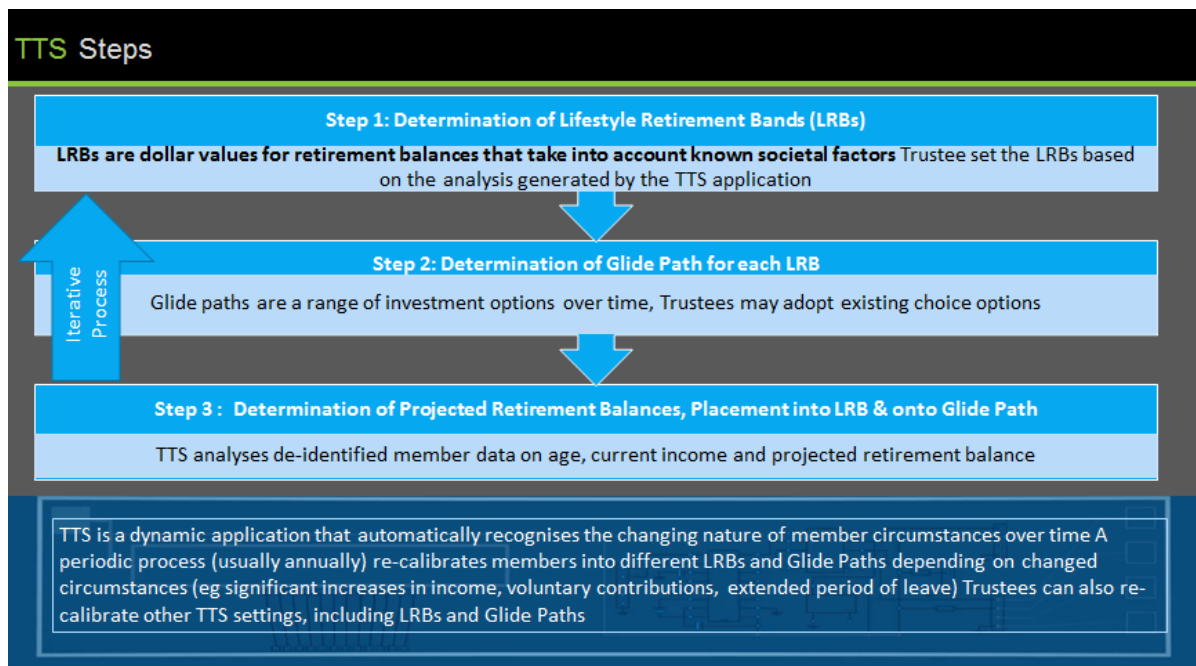 TTS Steps
Step 1: Determination of Lifestyle Retirement Bands (LRBs)
LRBs are dollar values for retirement balances that take into account known societal factors Trustee set the LRBs based
on the analysis generated by the TTS application
Step 2: Determination of Glide Path for each LRB
Glide paths are a range of investment options over time, Trustees may adopt existing choice options
Iterative
Process
Step 3 : Determination of Projected Retirement Balances, Placement into LRB & onto Glide Path
TTS analyses de-identified member data on age, current income and projected retirement balance
TTS is a dynamic application that automatically recognises the changing nature of member circumstances over time A
periodic process (usually annually) re-calibrates members into different LRBs and Glide Paths depending on changed
circumstances (eg significant increases in income, voluntary contributions, extended period of leave) Trustees can also re-
calibrate other TTS settings, including LRBs and Glide Paths